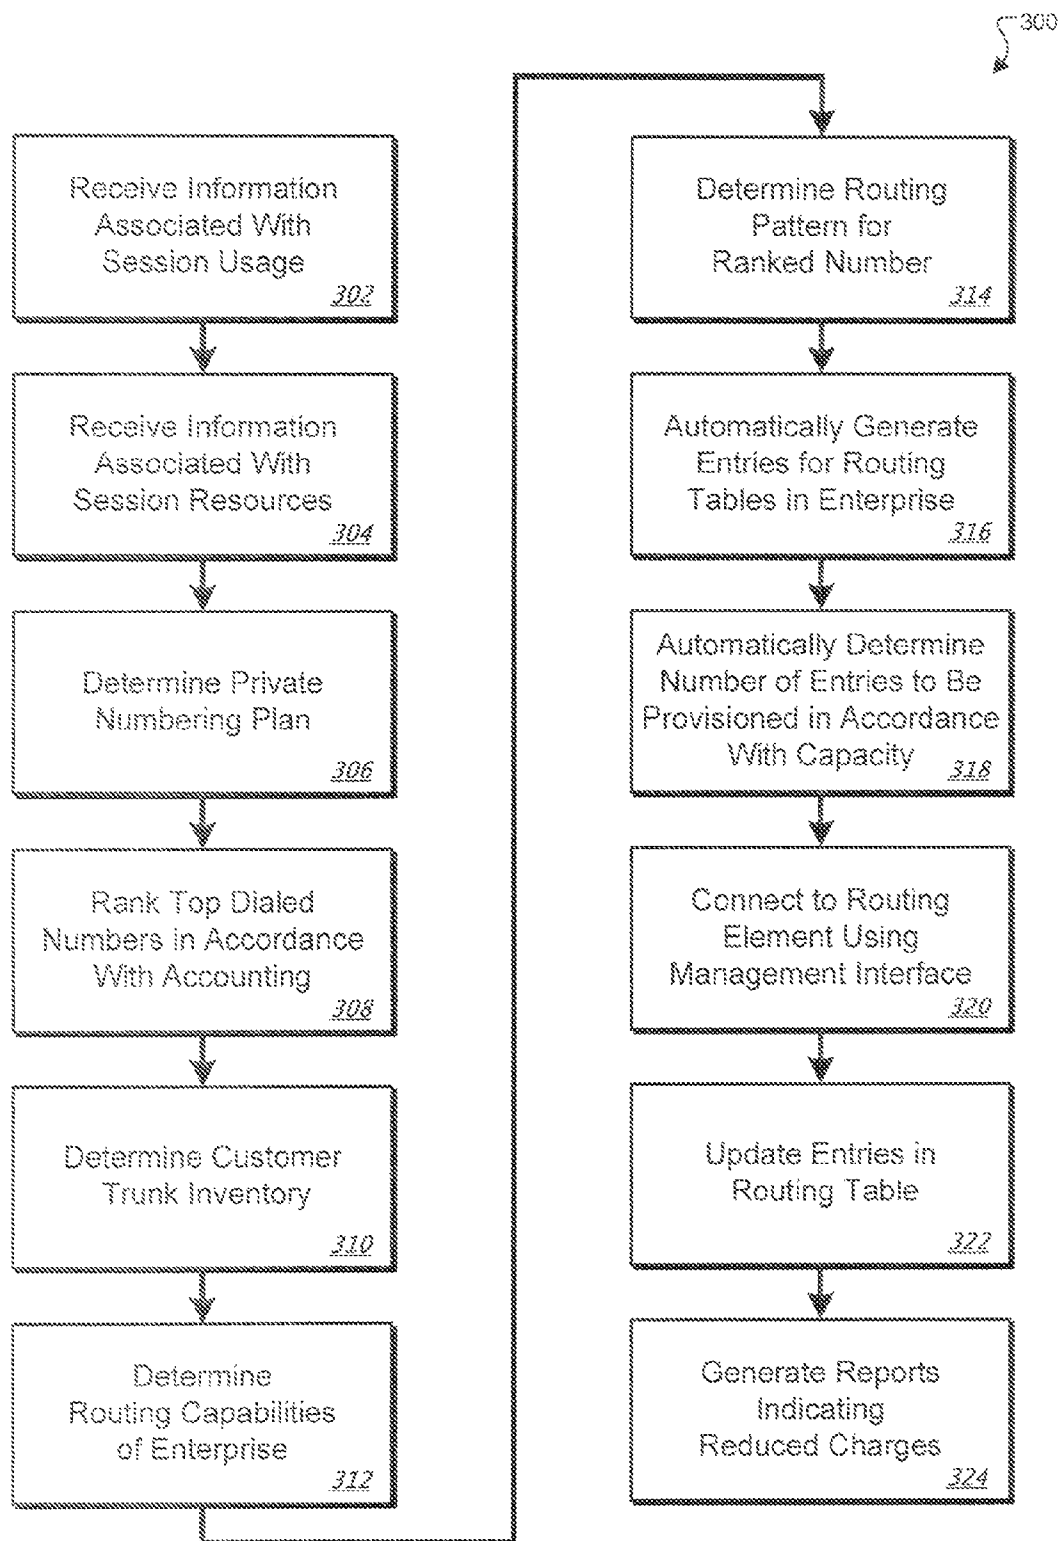 300
Receive Information
Associated With
Session Usage
302
Receive Information
Associated With
Session Resources
304
Determine Private
Numbering Plan
306
Rank Top Dialed
Numbers in Accordance
With Accounting
308
Determine Customer
Trunk Inventory
310
Determine
Routing Capabilities
of Enterprise
312
Determine Routing
Pattern for
Ranked Number
314
Automatically Generate
Entries for Routing
Tables in Enterprise
316
Automatically Determine
Number of Entries to Be
Provisioned in Accordance
With Capacity
318
Connect to Routing
Element Using
Management Interface
320
Update Entries in
Routing Table
322
Generate Reports
Indicating
Reduced Charges
324